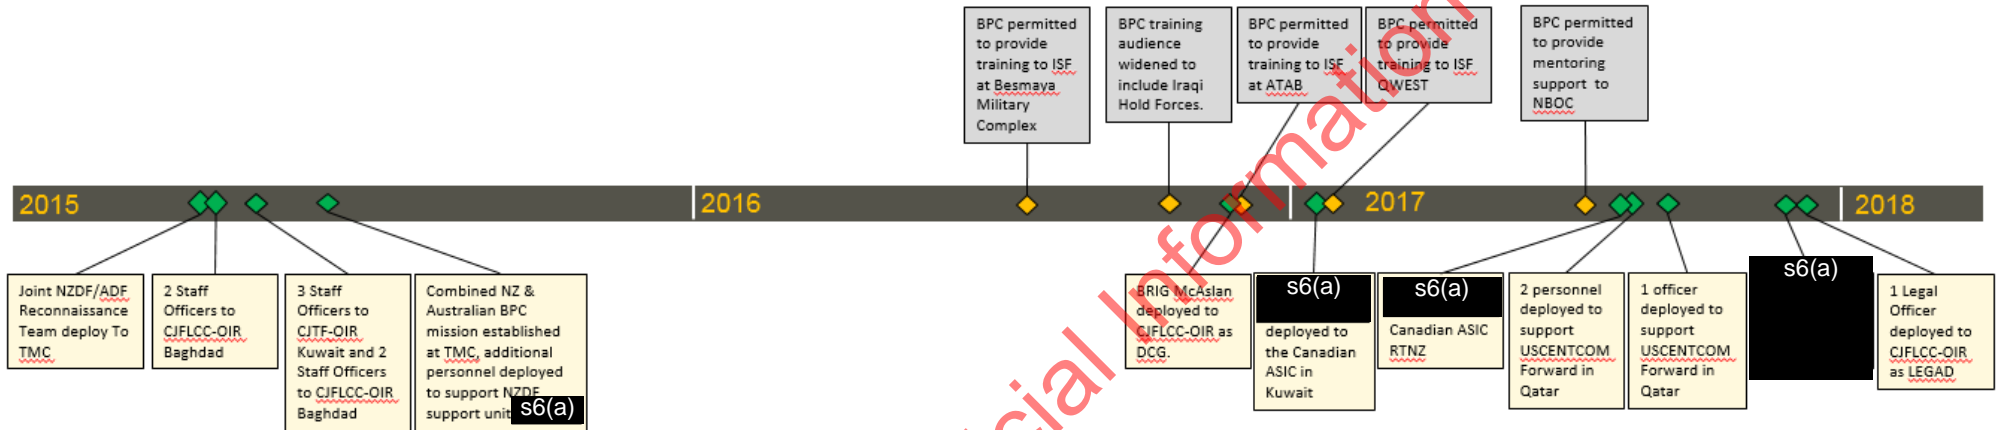 BPC permitted
to provide
training to ISF
at Besmaya
Military
Complex
BPC training
audience
widened to
include Iraqi
Hold Forces.
BPC permitted
to provide
training to ISF
at ATAB
BPC permitted
to provide
training to ISF
QWEST
BPC permitted
to provide
mentoring
support to
NBOC
2015
2016
2017
2018
Joint NZDF/ADF
Reconnaissance
Team deploy To
TMC
2 Staff
Officers to
CJFLCC-OIR
Baghdad
3 Staff
Officers to
CJTF-OIR
Kuwait and 2
Staff Officers
to CJFLCC-OIR
Baghdad
Combined NZ &
Australian BPC
mission established
at TMC, additional
personnel deployed
to support NZDF
support unit
s6(a)
BRIG McAslan
deployed to
CJFLCC-OIR as
DCG.
s6(a)
deployed to
the Canadian
ASIC in
Kuwait
s6(a)
Canadian ASIC
RTNZ
2 personnel
deployed to
support
USCENTCOM
Forward in
Qatar
1 officer
deployed to
support
USCENTCOM
Forward in
Qatar
s6(a)
1 Legal
Officer
deployed to
CJFLCC-OIR
as LEGAD
cial Information